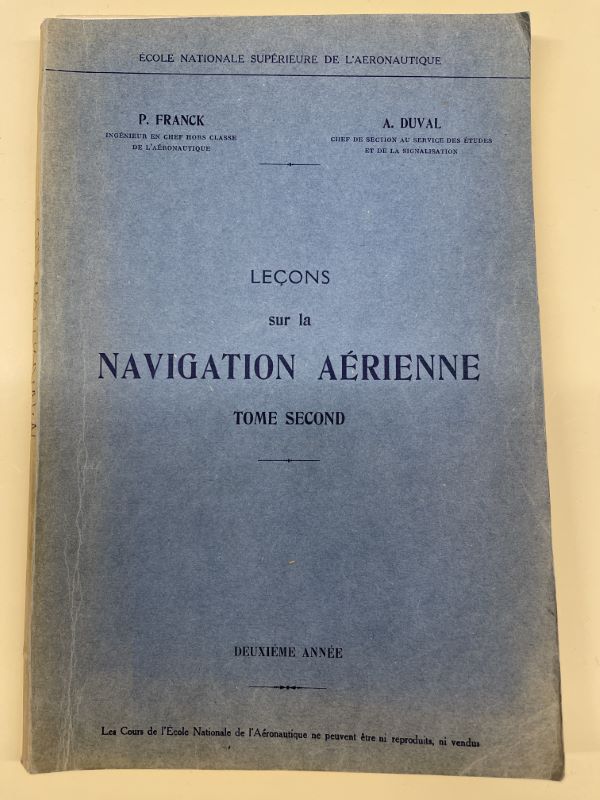 ÉCOLE NATIONALE SUPÉRIEURE DE L'AÉRONAUTIQUE
P. FRANCK
INGÉNIEUR EN CHEF HORS CLASSE
DE L'AÉRONAUTIQUE
A. DUVAL
CHEF DE SECTION AU SERVICE DES ÉTUDES
ET DE LA SIGNALISATION
LEÇONS
sur la
NAVIGATION AÉRIENNE
TOME SECOND
DEUXIÈME ANNÉE
Les Cours de l'École Nationale de l'Aéronautique ne peuvent être ni reproduits, ni vendus